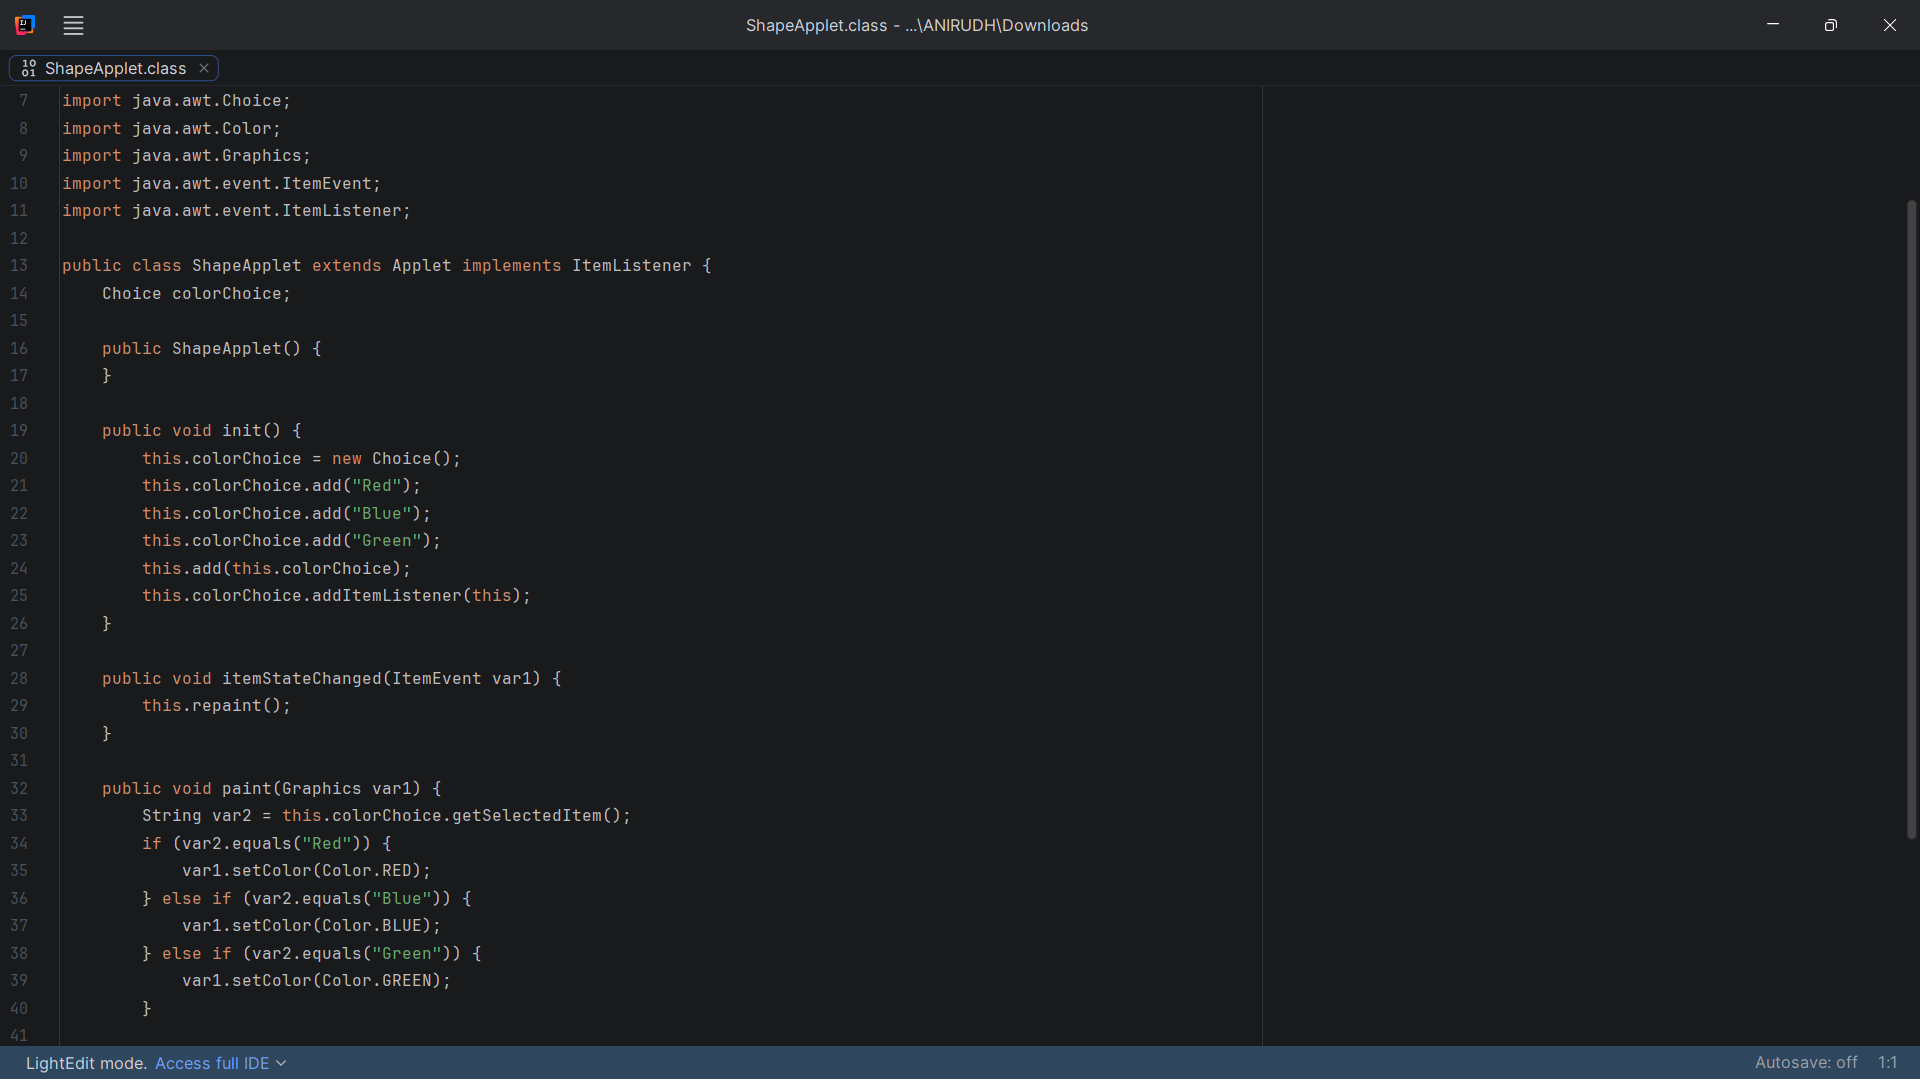 ShapeApplet.class - ...\ANIRUDH\Downloads
ShapeApplet.class
7 import java.awt.Choice;
8 import java.awt.Color;
9 import java.awt.Graphics;
10 import java.awt.event.ItemEvent;
11 import java.awt.event.ItemListener;
12
13 public class ShapeApplet extends Applet implements ItemListener {
14     Choice colorChoice;
15
16     public ShapeApplet() {
17     }
18
19     public void init() {
20         this.colorChoice = new Choice();
21         this.colorChoice.add("Red");
22         this.colorChoice.add("Blue");
23         this.colorChoice.add("Green");
24         this.add(this.colorChoice);
25         this.colorChoice.addItemListener(this);
26     }
27
28     public void itemStateChanged(ItemEvent var1) {
29         this.repaint();
30     }
31
32     public void paint(Graphics var1) {
33         String var2 = this.colorChoice.getSelectedItem();
34         if (var2.equals("Red")) {
35             var1.setColor(Color.RED);
36         } else if (var2.equals("Blue")) {
37             var1.setColor(Color.BLUE);
38         } else if (var2.equals("Green")) {
39             var1.setColor(Color.GREEN);
40         }
41
LightEdit mode. Access full IDE
Autosave: off 1:1